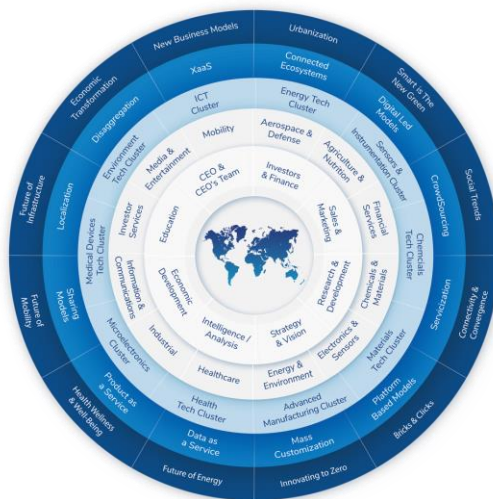 New Business Models
Urbanization
Smart is The
New Green
Social Trends
Connectivity &
Convergence
Bricks & Clicks
Innovating to Zero
Future of Energy
Health Wellness
& Well Being
Future of
Mobility
Future of
Infrastructure
Economic
Transformation
XaaS
Connected
Ecosystems
Digital Led
Models
CrowdSourcing
Servicization
Platform
Based Models
Mass
Customization
Data as
a Service
Product as
a Service
Sharing
Models
Localization
Disaggregation
ICT
Cluster
Energy Tech
Cluster
Sensors &
Instrumentation Cluster
Chemcials
Tech Cluster
Materials
Tech Cluster
Advanced
Manufacturing Cluster
Health
Tech Cluster
Microelectronics
Cluster
Medical Devices
Tech Cluster
Environment
Tech Cluster
Mobility
Aerospace &
Defense
Agriculture &
Nutrition
Financial
Services
Chemicals &
Materials
Electronics &
Sensors
Energy &
Environment
Healthcare
Industrial
Information &
Communications
Investor
Services
Media &
Entertainment
CEO &
CEO's Team
Investors
& Finance
Sales &
Marketing
Research &
Development
Strategy
& Vision
Intelligence /
Analysis
Economic
Development
Education